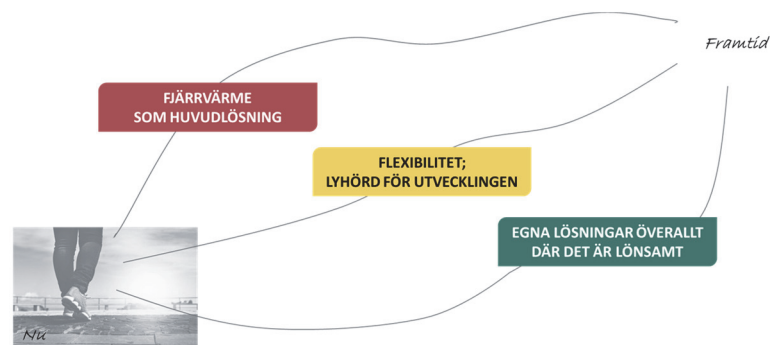 Framtid
FJÄRRVÄRME
SOM HUVUDLÖSNING
FLEXIBILITET;
LYHÖRD FÖR UTVECKLINGEN
EGNA LÖSNINGAR ÖVERALLT
DÄR DET ÄR LÖNSAMT
Nu